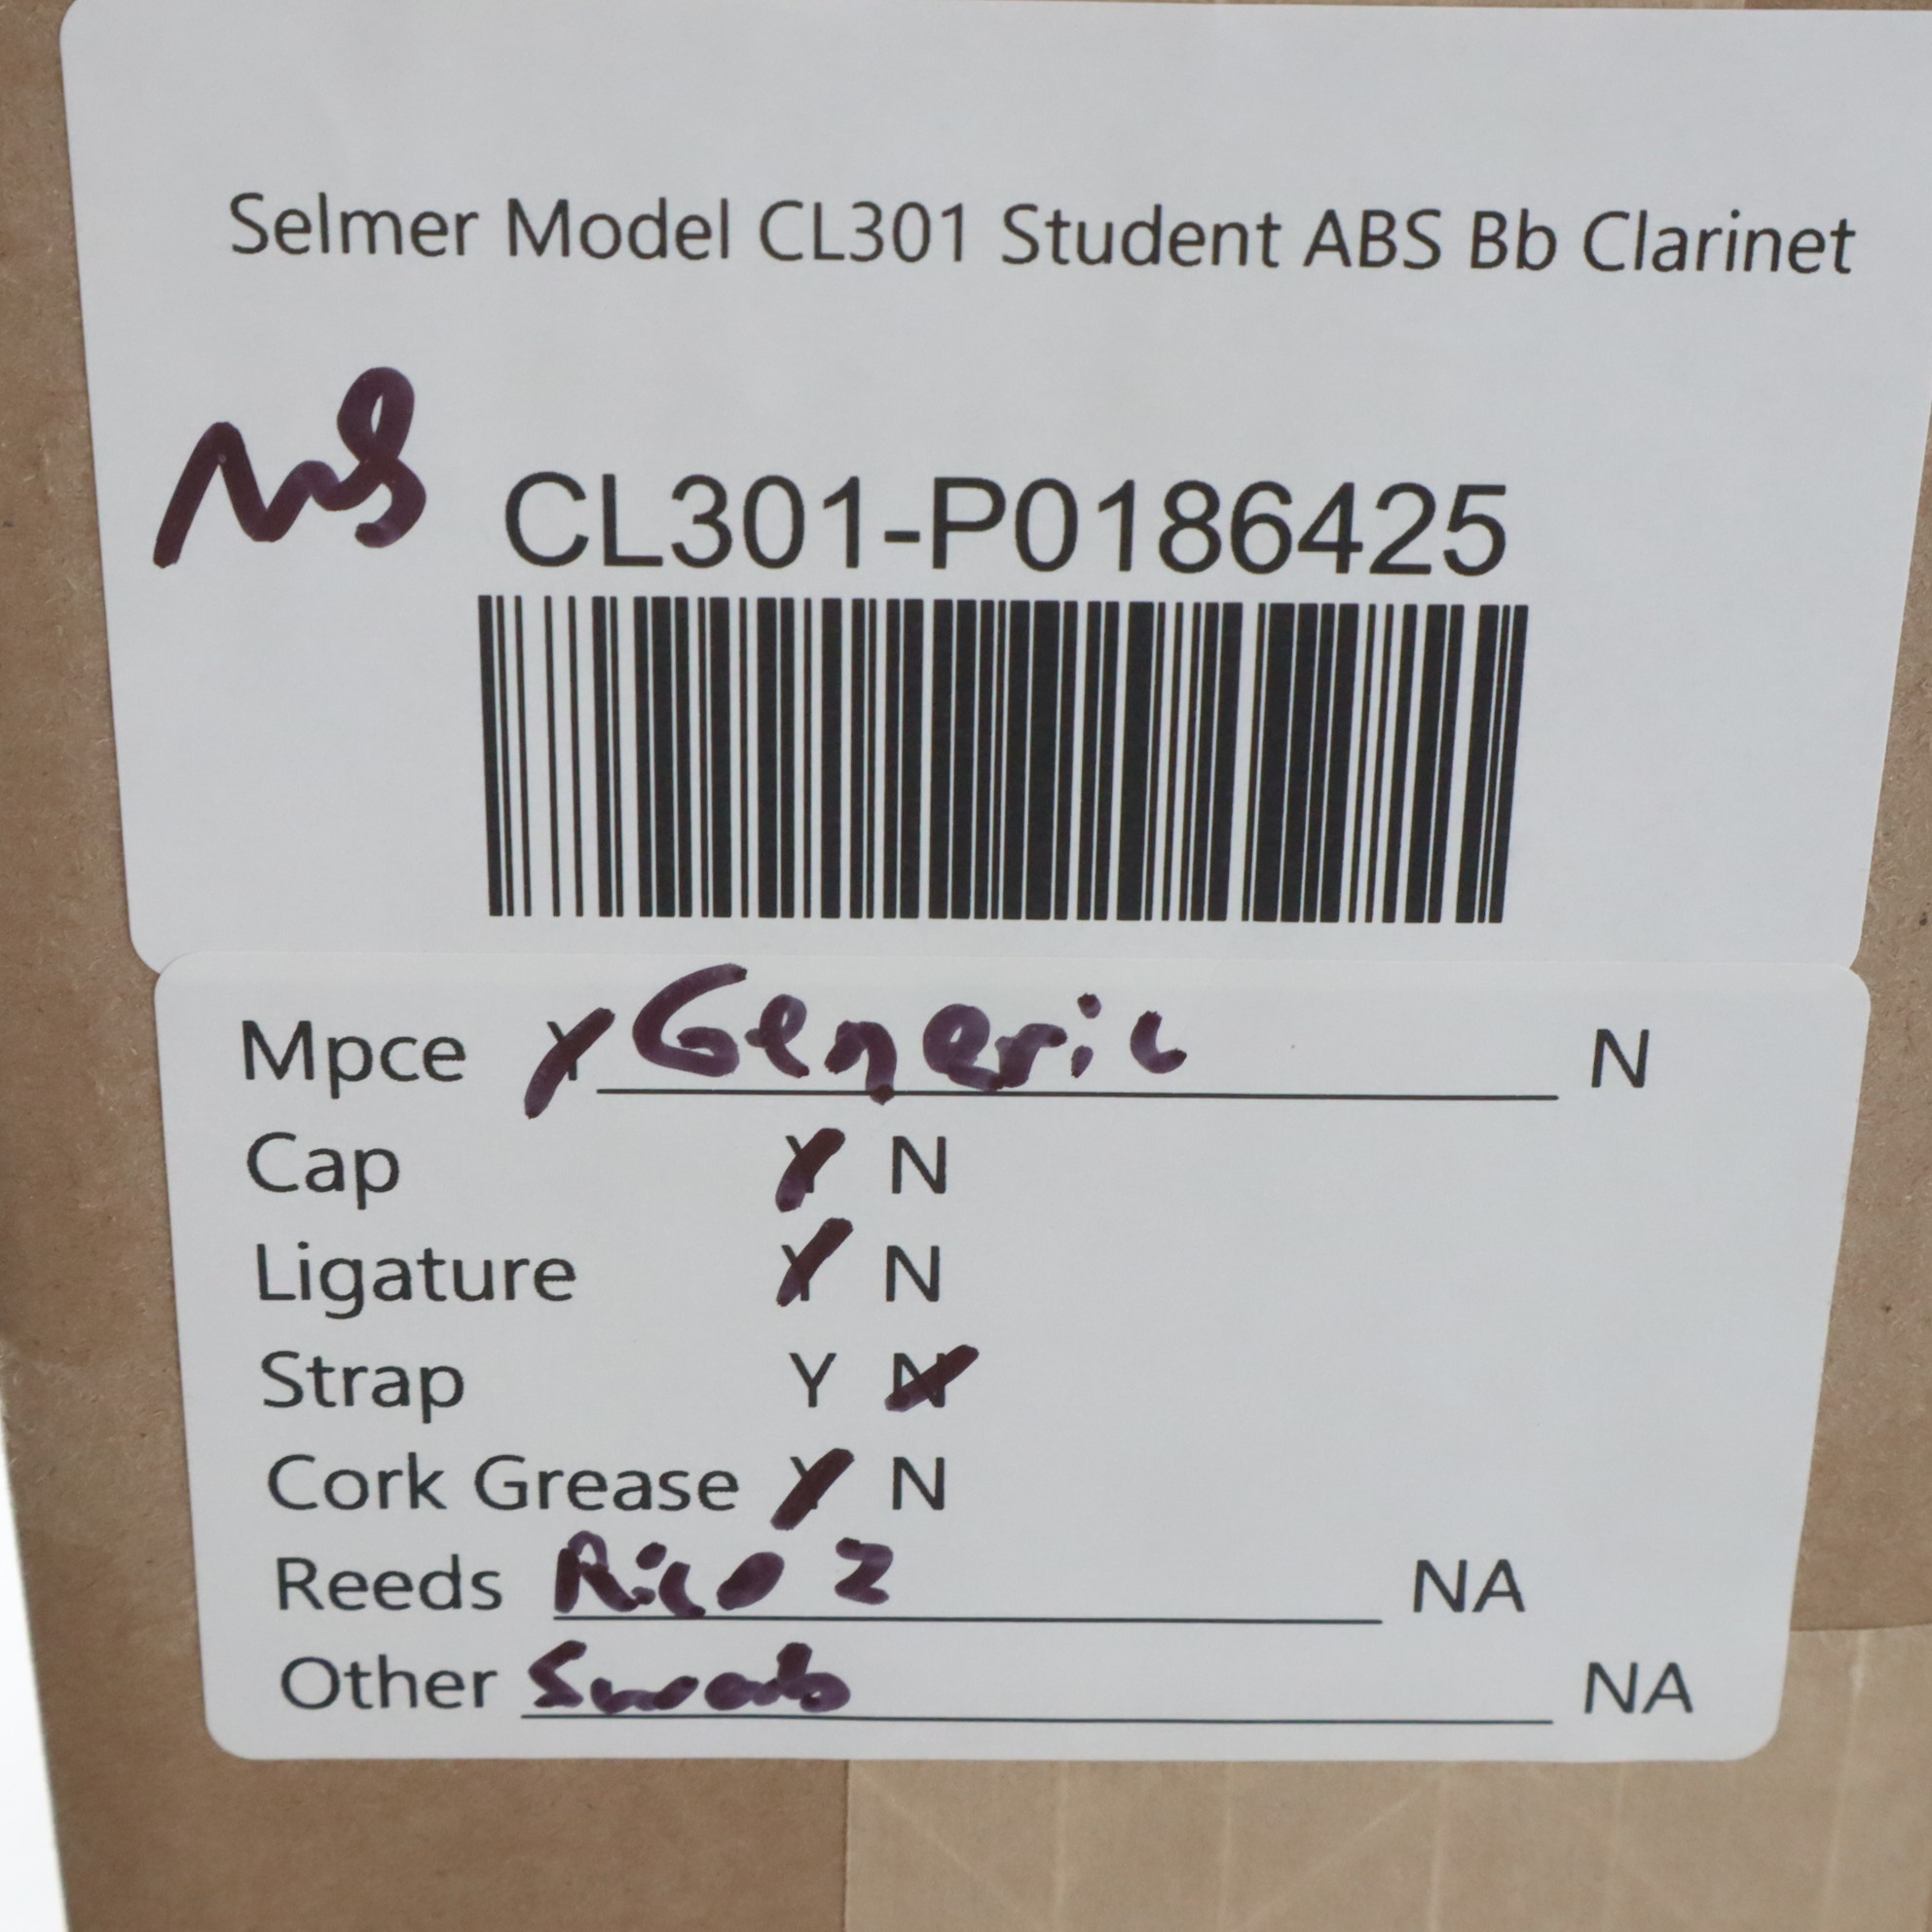 Selmer Model CL301 Student ABS Bb Clarinet
NS
CL301-P0186425
Mpce Y Generic N
Cap Y N
Ligature Y N
Strap Y N
Cork Grease Y N
Reeds Rico 2 NA
Other Swab NA